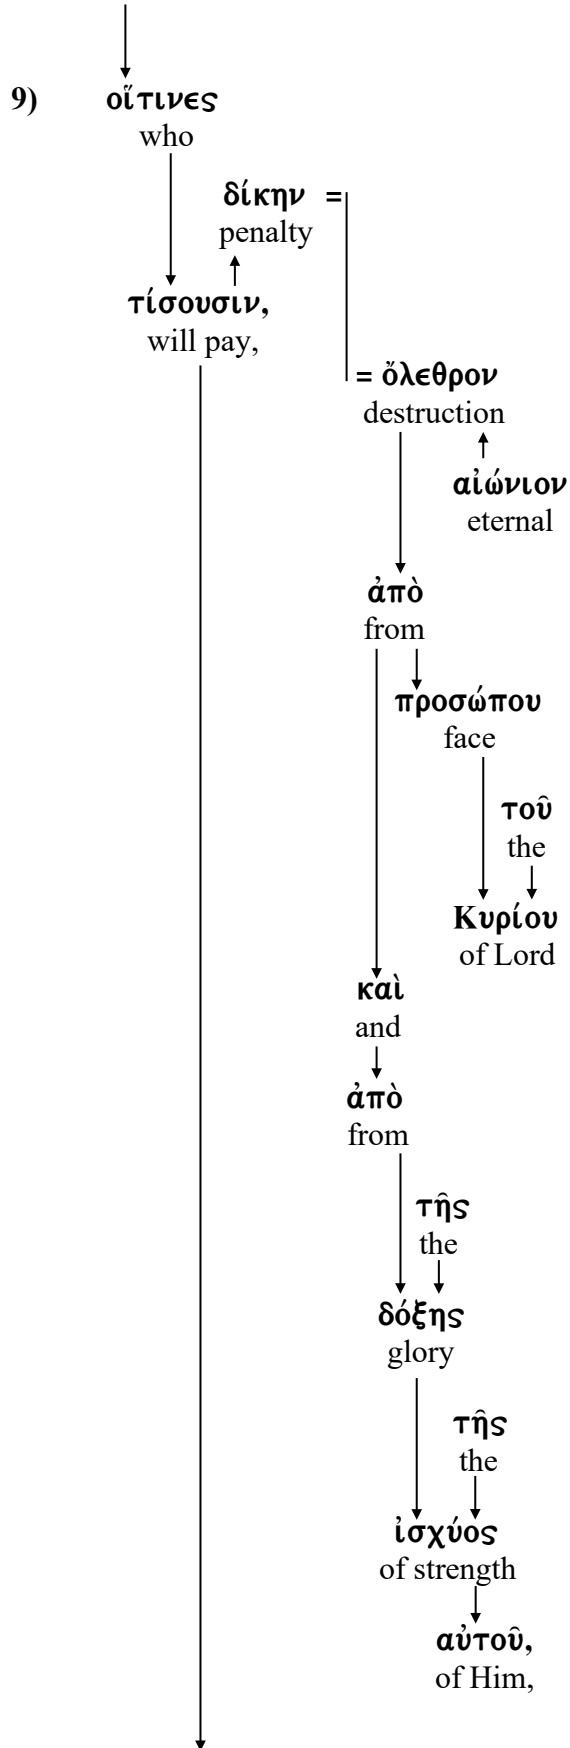 9) οἵτινες
who
δίκην =
penalty
τίσουσιν,
will pay,
= ὄλεθρον
destruction
αἰώνιον
eternal
ἀπὸ
from
προσώπου
face
τοῦ
the
Κυρίου
of Lord
καὶ
and
ἀπὸ
from
τῆς
the
δόξης
glory
τῆς
the
ἰσχύος
of strength
αὐτοῦ,
of Him,